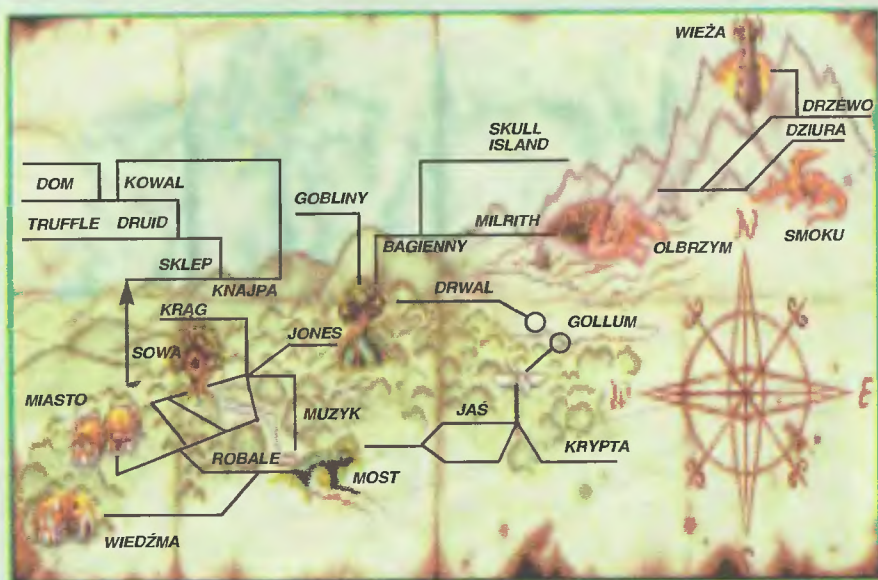 WIEŻA
DRZEWO
DZIURA
SKULL
ISLAND
DOM
KOWAL
GOBLINY
TRUFFLE
DRUID
BAGIENNY
MILRITH
N
OLBRZYM
SMOKU
SKLEP
KNAJPA
DRWAL
KRĄG
JONES
GOLLUM
SOWA
MIASTO
MUZYK
JAŚ
E
ROBALE
MOST
KRYPTA
WIEDŹMA